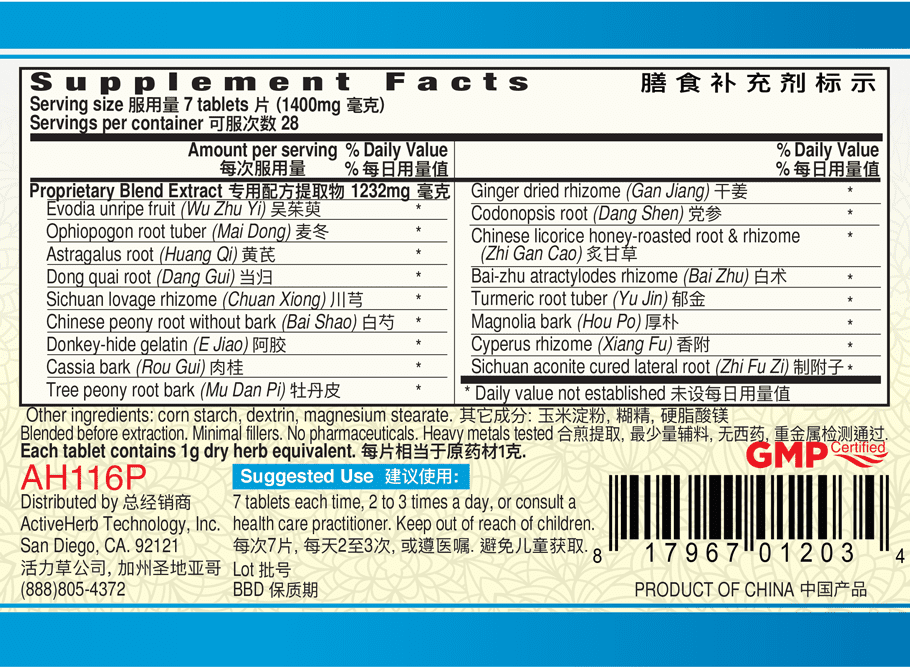 Supplement Facts 膳食补充剂标示
Serving size 服用量 7 tablets 片 (1400mg 毫克)
Servings per container 可服次数 28
Amount per serving % Daily Value
每次服用量 % 每日用量值
Proprietary Blend Extract 专用配方提取物 1232mg 毫克
Evodia unripe fruit (Wu Zhu Yi) 吴茱萸 *
Ophiopogon root tuber (Mai Dong) 麦冬 *
Astragalus root (Huang Qi) 黄芪 *
Dong quai root (Dang Gui) 当归 *
Sichuan lovage rhizome (Chuan Xiong) 川芎 *
Chinese peony root without bark (Bai Shao) 白芍 *
Donkey-hide gelatin (E Jiao) 阿胶 *
Cassia bark (Rou Gui) 肉桂 *
Tree peony root bark (Mu Dan Pi) 牡丹皮 *
% Daily Value
% 每日用量值
Ginger dried rhizome (Gan Jiang) 干姜 *
Codonopsis root (Dang Shen) 党参 *
Chinese licorice honey-roasted root & rhizome *
(Zhi Gan Cao) 炙甘草
Bai-zhu atractylodes rhizome (Bai Zhu) 白术 *
Turmeric root tuber (Yu Jin) 郁金 *
Magnolia bark (Hou Po) 厚朴 *
Cyperus rhizome (Xiang Fu) 香附 *
Sichuan aconite cured lateral root (Zhi Fu Zi) 制附子 *
* Daily value not established 未设每日用量值
Other ingredients: corn starch, dextrin, magnesium stearate. 其它成分: 玉米淀粉, 糊精, 硬脂酸镁
Blended before extraction. Minimal fillers. No pharmaceuticals. Heavy metals tested 合煎提取, 最少量辅料, 无西药, 重金属检测通过.
Each tablet contains 1g dry herb equivalent. 每片相当于原药材1克.
GMP Certified
AH116P
Distributed by 总经销商
ActiveHerb Technology, Inc.
San Diego, CA. 92121
活力草公司, 加州圣地亚哥
(888)805-4372
Suggested Use 建议使用:
7 tablets each time, 2 to 3 times a day, or consult a
health care practitioner. Keep out of reach of children.
每次7片, 每天2至3次, 或遵医嘱. 避免儿童获取.
Lot 批号
BBD 保质期
8 17967 01203 4
PRODUCT OF CHINA 中国产品